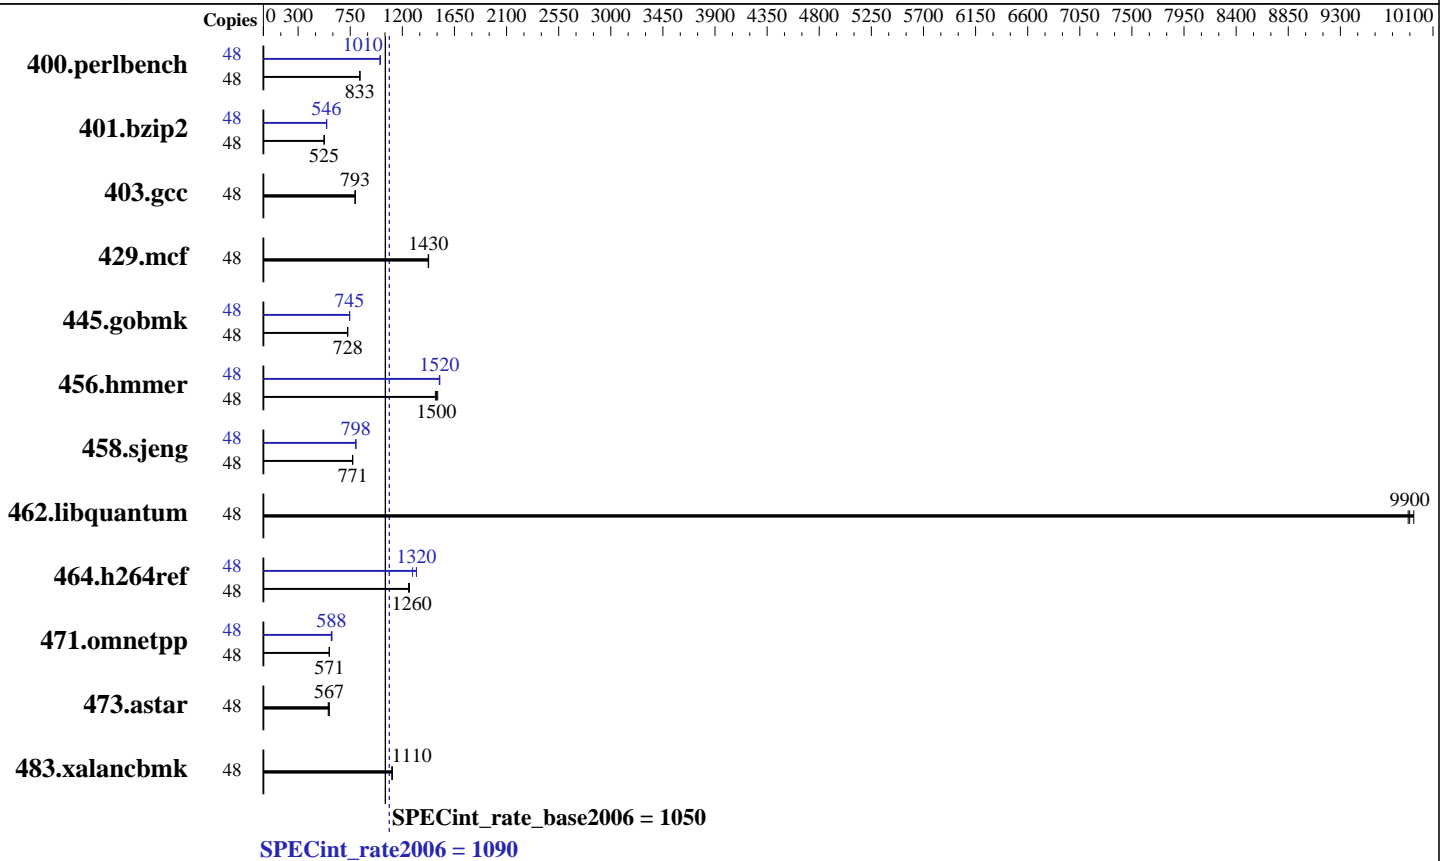 Copies 0 300 750 1200 1650 2100 2550 3000 3450 3900 4350 4800 5250 5700 6150 6600 7050 7500 7950 8400 8850 9300 10100
400.perlbench 48 1010
48 833
401.bzip2 48 546
48 525
403.gcc 48 793
429.mcf 48 1430
445.gobmk 48 745
48 728
456.hmmer 48 1520
48 1500
458.sjeng 48 798
48 771
462.libquantum 48 9900
464.h264ref 48 1320
48 1260
471.omnetpp 48 588
48 571
473.astar 48 567
483.xalancbmk 48 1110
SPECint_rate_base2006 = 1050
SPECint_rate2006 = 1090